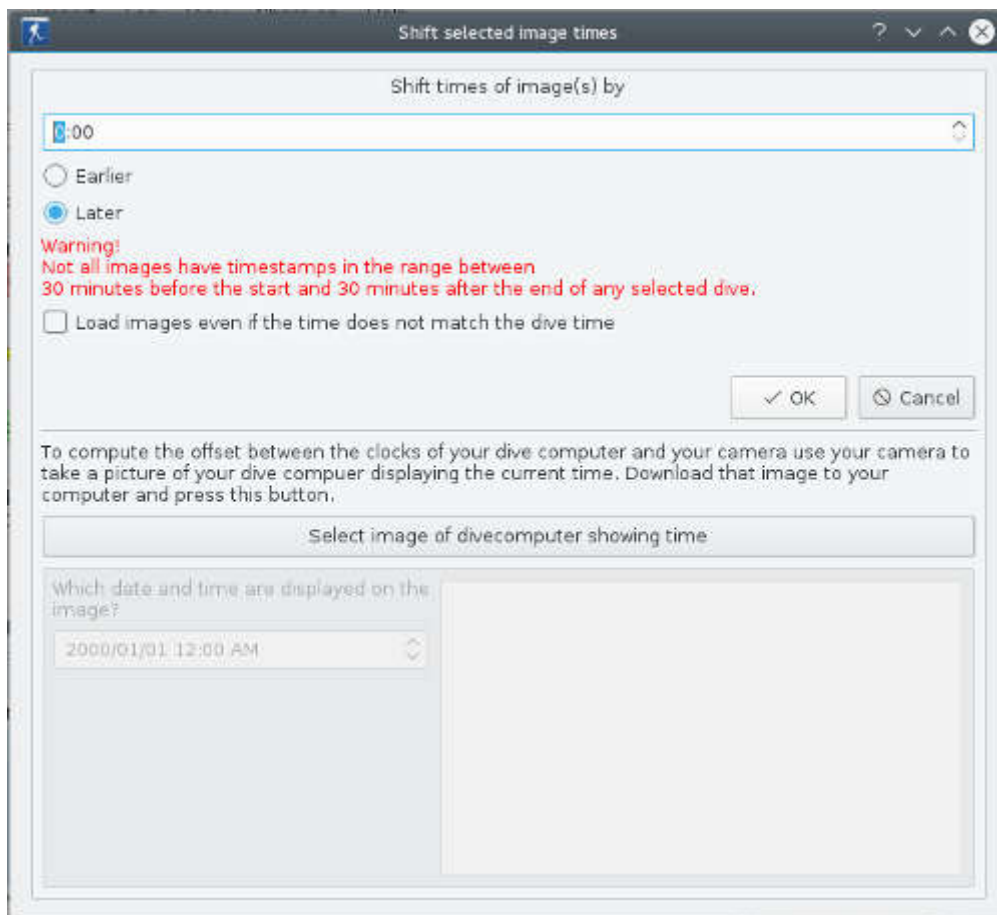 Shift selected image times
Shift times of image(s) by
0:00
Earlier
Later
Warning!
Not all images have timestamps in the range between
30 minutes before the start and 30 minutes after the end of any selected dive.
Load images even if the time does not match the dive time
OK
Cancel
To compute the offset between the clocks of your dive computer and your camera use your camera to
take a picture of your dive compuer displaying the current time. Download that image to your
computer and press this button.
Select image of divecomputer showing time
Which date and time are displayed on the
image?
2000/01/01 12:00 AM